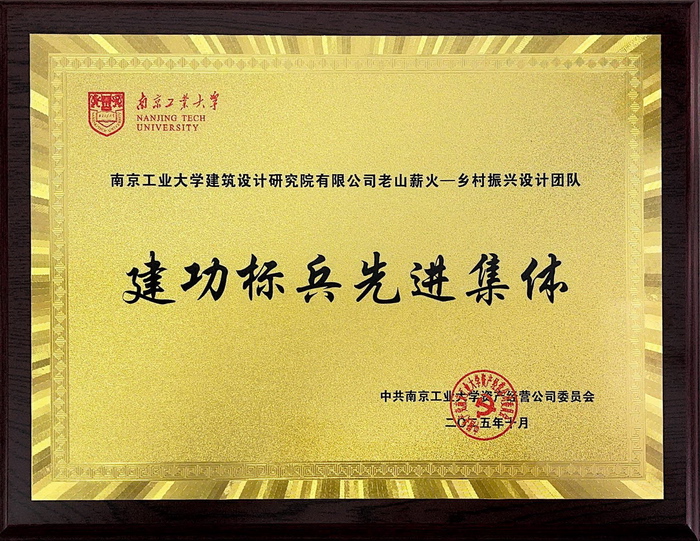 南京工业大学
NANJING TECH
UNIVERSITY
南京工业大学建筑设计研究院有限公司老山薪火—乡村振兴设计团队
建功标兵先进集体
中共南京工业大学资产经营公司委员会
二〇二五年十月